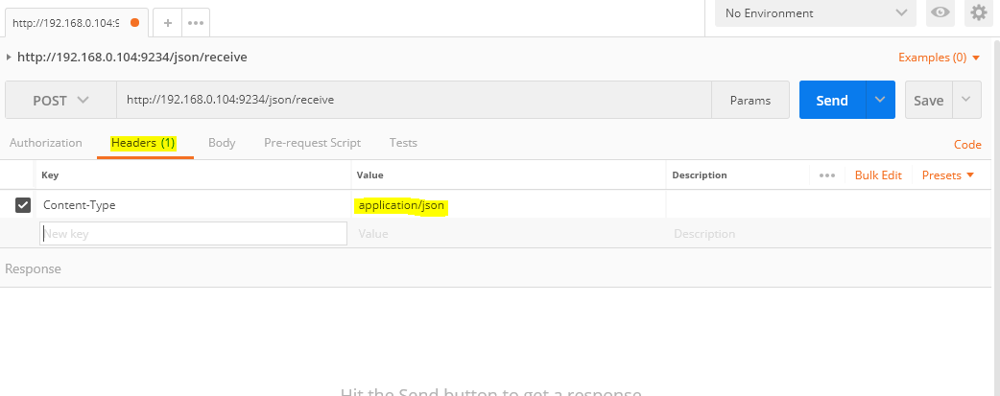 http://192.168.0.104:9
No Environment
http://192.168.0.104:9234/json/receive
Examples (0)
POST
http://192.168.0.104:9234/json/receive
Params
Send
Save
Authorization
Headers (1)
Body
Pre-request Script
Tests
Code
Key
Value
Description
Bulk Edit
Presets
Content-Type
application/json
New key
Value
Description
Response
Hit the Send button to get a response.